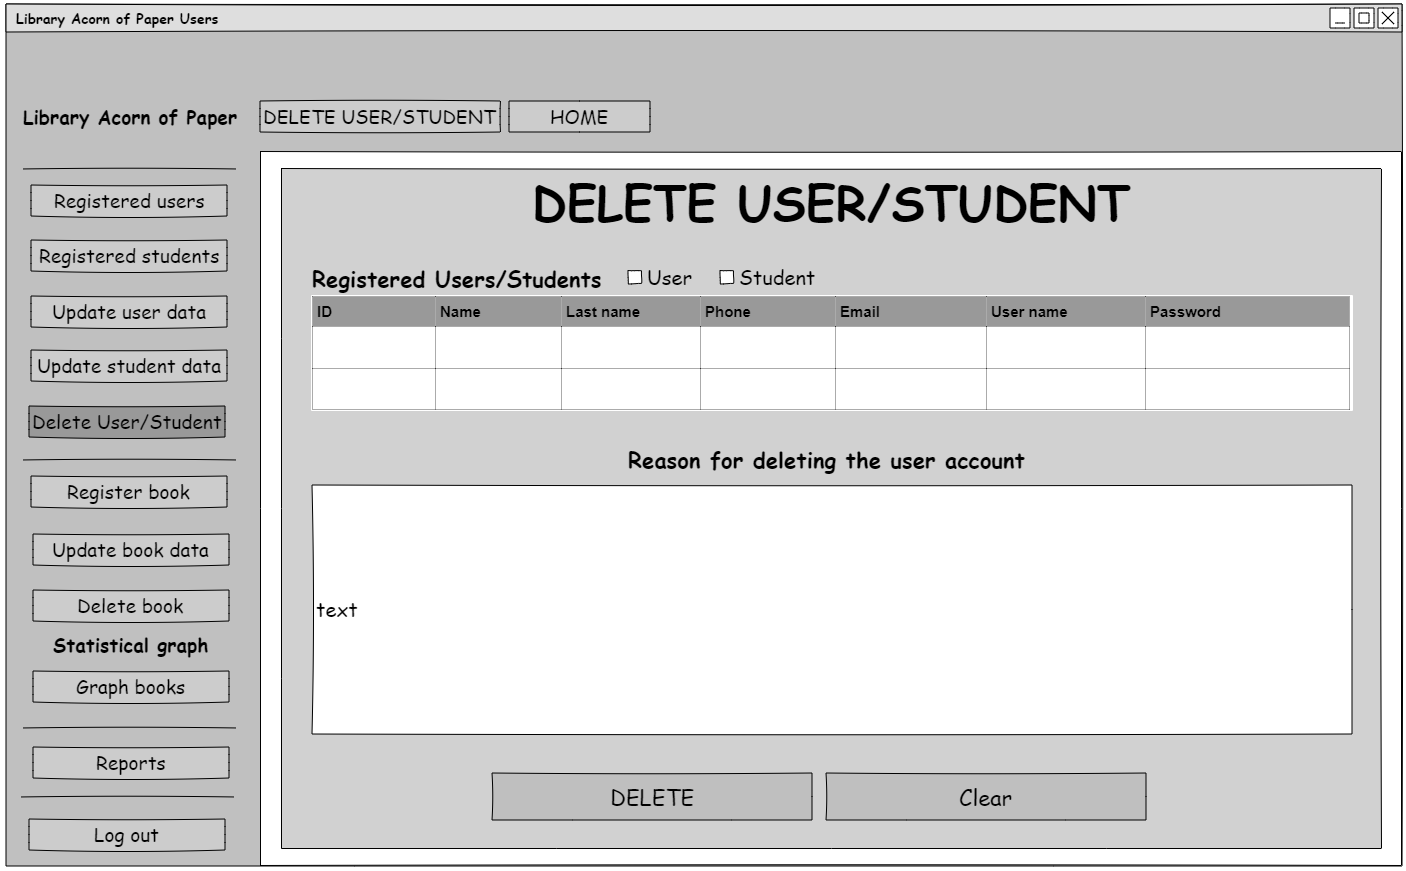 Library Acorn of Paper Users
Library Acorn of Paper
DELETE USER/STUDENT HOME
Registered users
Registered students
Update user data
Update student data
Delete User/Student
Register book
Update book data
Delete book
Statistical graph
Graph books
Reports
Log out
DELETE USER/STUDENT
Registered Users/Students User Student
ID Name Last name Phone Email User name Password
Reason for deleting the user account
text
DELETE Clear